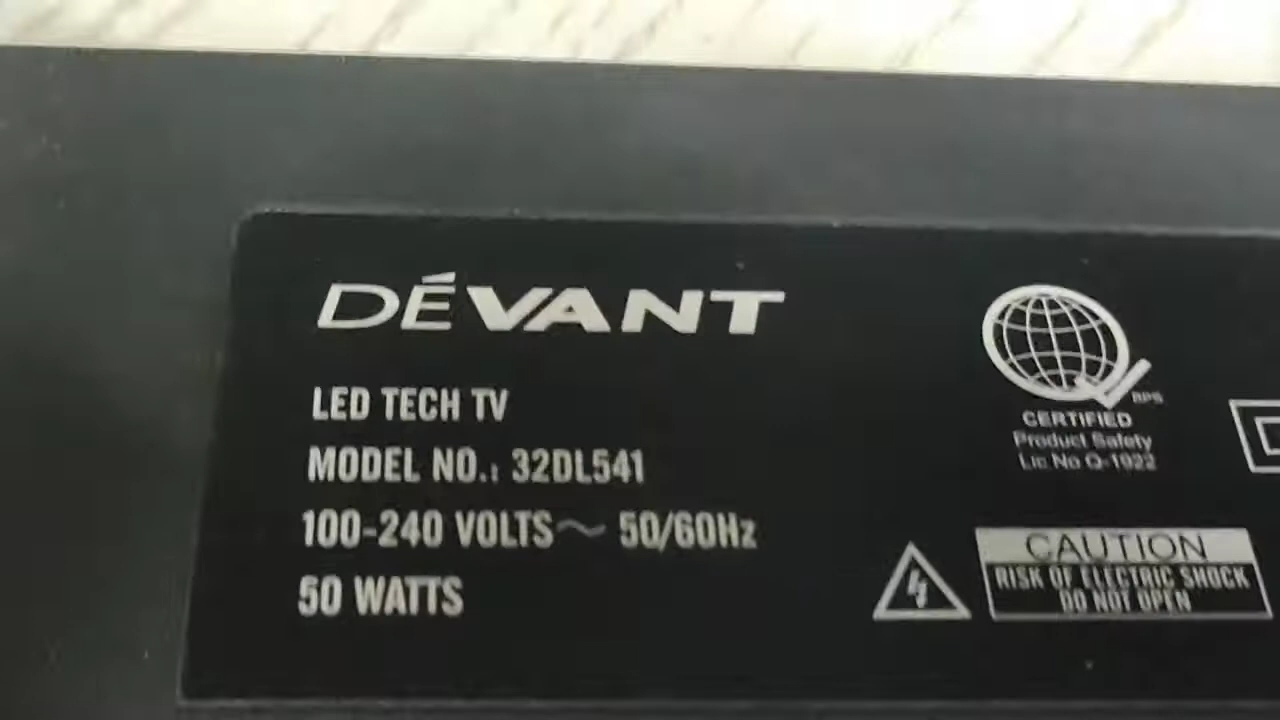 DÉVANT
LED TECH TV
MODEL NO.: 32DL541
100-240 VOLTS～ 50/60Hz
50 WATTS
CERTIFIED
Product Safety
Lic No Q-1922
CAUTION
RISK OF ELECTRIC SHOCK
DO NOT OPEN